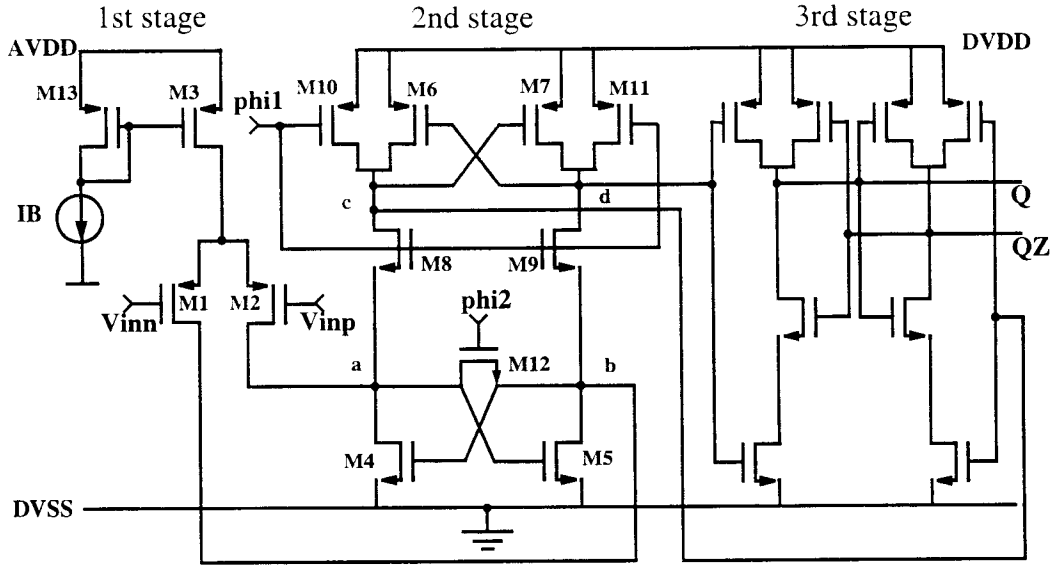 1st stage 2nd stage 3rd stage
AVDD DVDD
M13 M3 M10 M6 M7 M11
phi1
c d
IB
Q
QZ
M8 M9
M1 M2
Vinn Vinp
phi2
a M12 b
M4 M5
DVSS